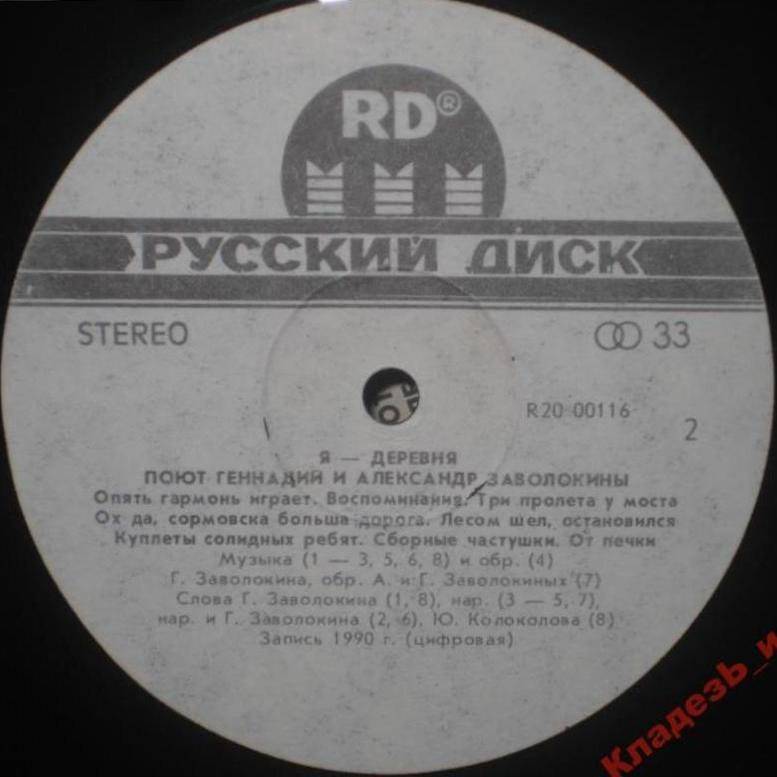 RD®
РУССКИЙ ДИСК
STEREO
33
R20 00116
2
Я — ДЕРЕВНЯ
ПОЮТ ГЕННАДИЙ И АЛЕКСАНДР ЗАВОЛОКИНЫ
Опять гармонь играет. Воспоминания. Три пролета у моста
Ох да, сормовска больша дорога. Лесом шел, остановился
Куплеты солидных ребят. Сборные частушки. От печки
Музыка (1 — 3, 5, 6, 8) и обр. (4)
Г. Заволокина, обр. А. и Г. Заволокиных (7)
Слова Г. Заволокина (1, 8), нар. (3 — 5, 7),
нар. и Г. Заволокина (2, 6), Ю. Колоколова (8)
Запись 1990 г. (цифровая)
Кладезь_и